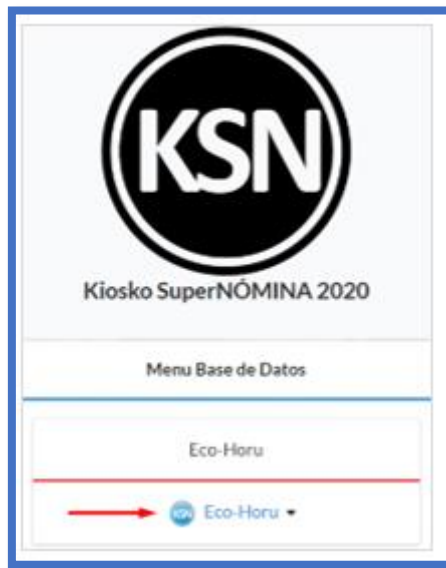 KSN
Kiosko SuperNÓMINA 2020
Menu Base de Datos
Eco-Horu
KSN Eco-Horu